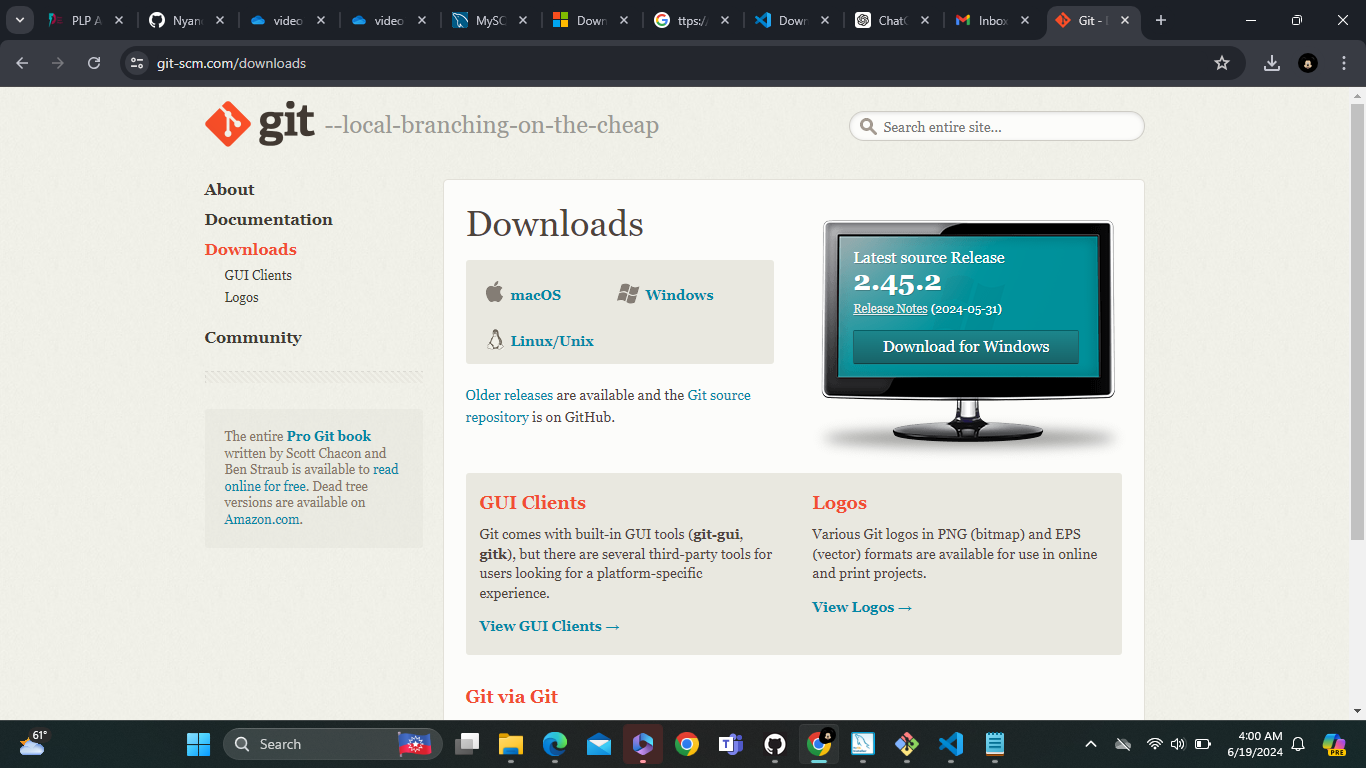 PLP A
Nyan
video
video
MySQ
Down
ttps:/
Down
ChatG
Inbox
Git -
git-scm.com/downloads
git --local-branching-on-the-cheap
Search entire site...
About
Documentation
Downloads
GUI Clients
Logos
Community
The entire Pro Git book
written by Scott Chacon and
Ben Straub is available to read
online for free. Dead tree
versions are available on
Amazon.com.
Downloads
macOS
Windows
Linux/Unix
Older releases are available and the Git source
repository is on GitHub.
Latest source Release
2.45.2
Release Notes (2024-05-31)
Download for Windows
GUI Clients
Git comes with built-in GUI tools (git-gui,
gitk), but there are several third-party tools for
users looking for a platform-specific
experience.
View GUI Clients →
Logos
Various Git logos in PNG (bitmap) and EPS
(vector) formats are available for use in online
and print projects.
View Logos →
Git via Git
61°
Search
4:00 AM
6/19/2024
PRE